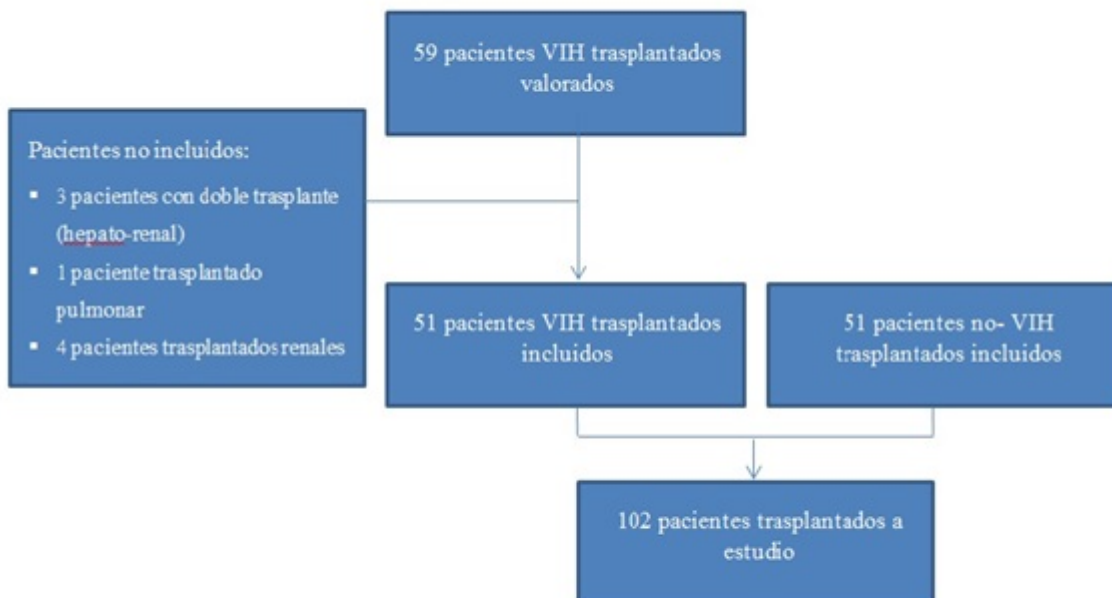 59 pacientes VIH trasplantados
valorados
Pacientes no incluidos:
▪ 3 pacientes con doble trasplante
(hepato-renal)
▪ 1 paciente trasplantado
pulmonar
▪ 4 pacientes trasplantados renales
51 pacientes VIH trasplantados
incluidos
51 pacientes no- VIH
trasplantados incluidos
102 pacientes trasplantados a
estudio